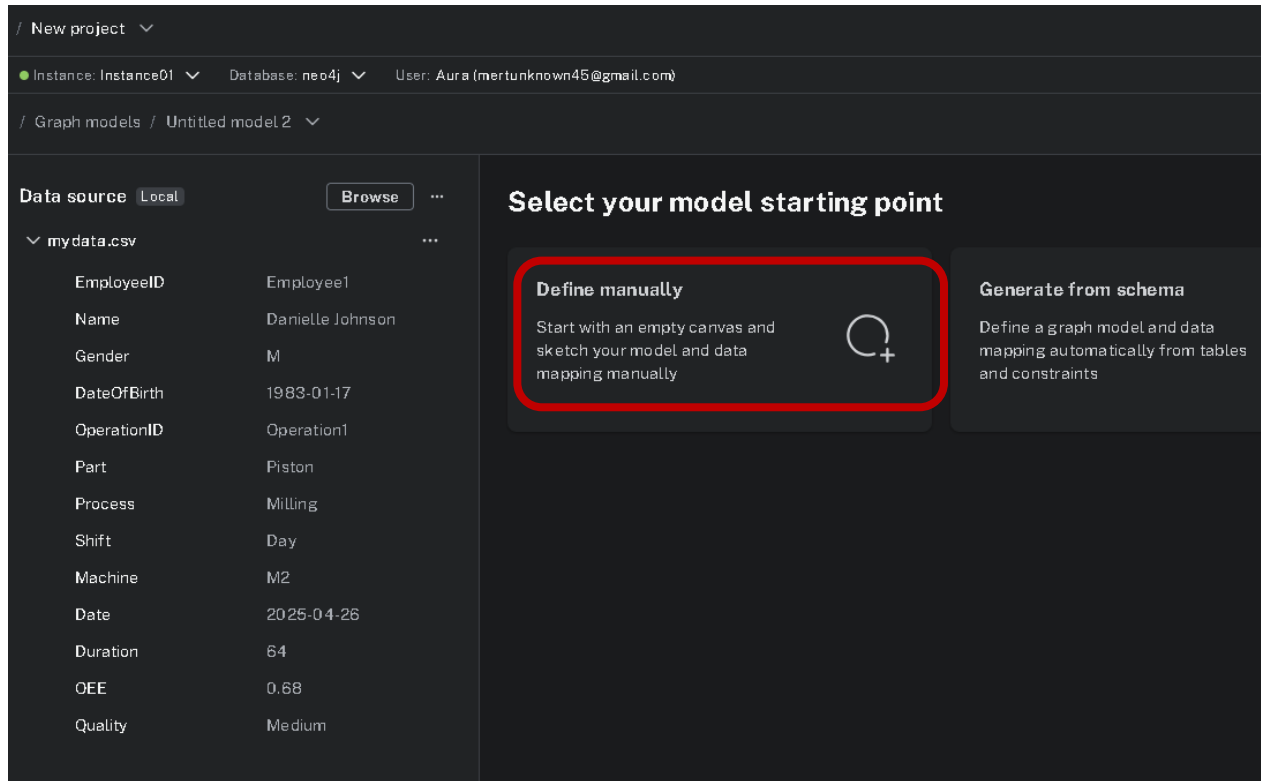 / New project
Instance: Instance01 Database: neo4j User: Aura (mertunknown45@gmail.com)
/ Graph models / Untitled model 2
Data source Local Browse ...
mydata.csv ...
EmployeeID Employee1
Name Danielle Johnson
Gender M
DateOfBirth 1983-01-17
OperationID Operation1
Part Piston
Process Milling
Shift Day
Machine M2
Date 2025-04-26
Duration 64
OEE 0.68
Quality Medium
Select your model starting point
Define manually
Start with an empty canvas and
sketch your model and data
mapping manually
Generate from schema
Define a graph model and data
mapping automatically from tables
and constraints